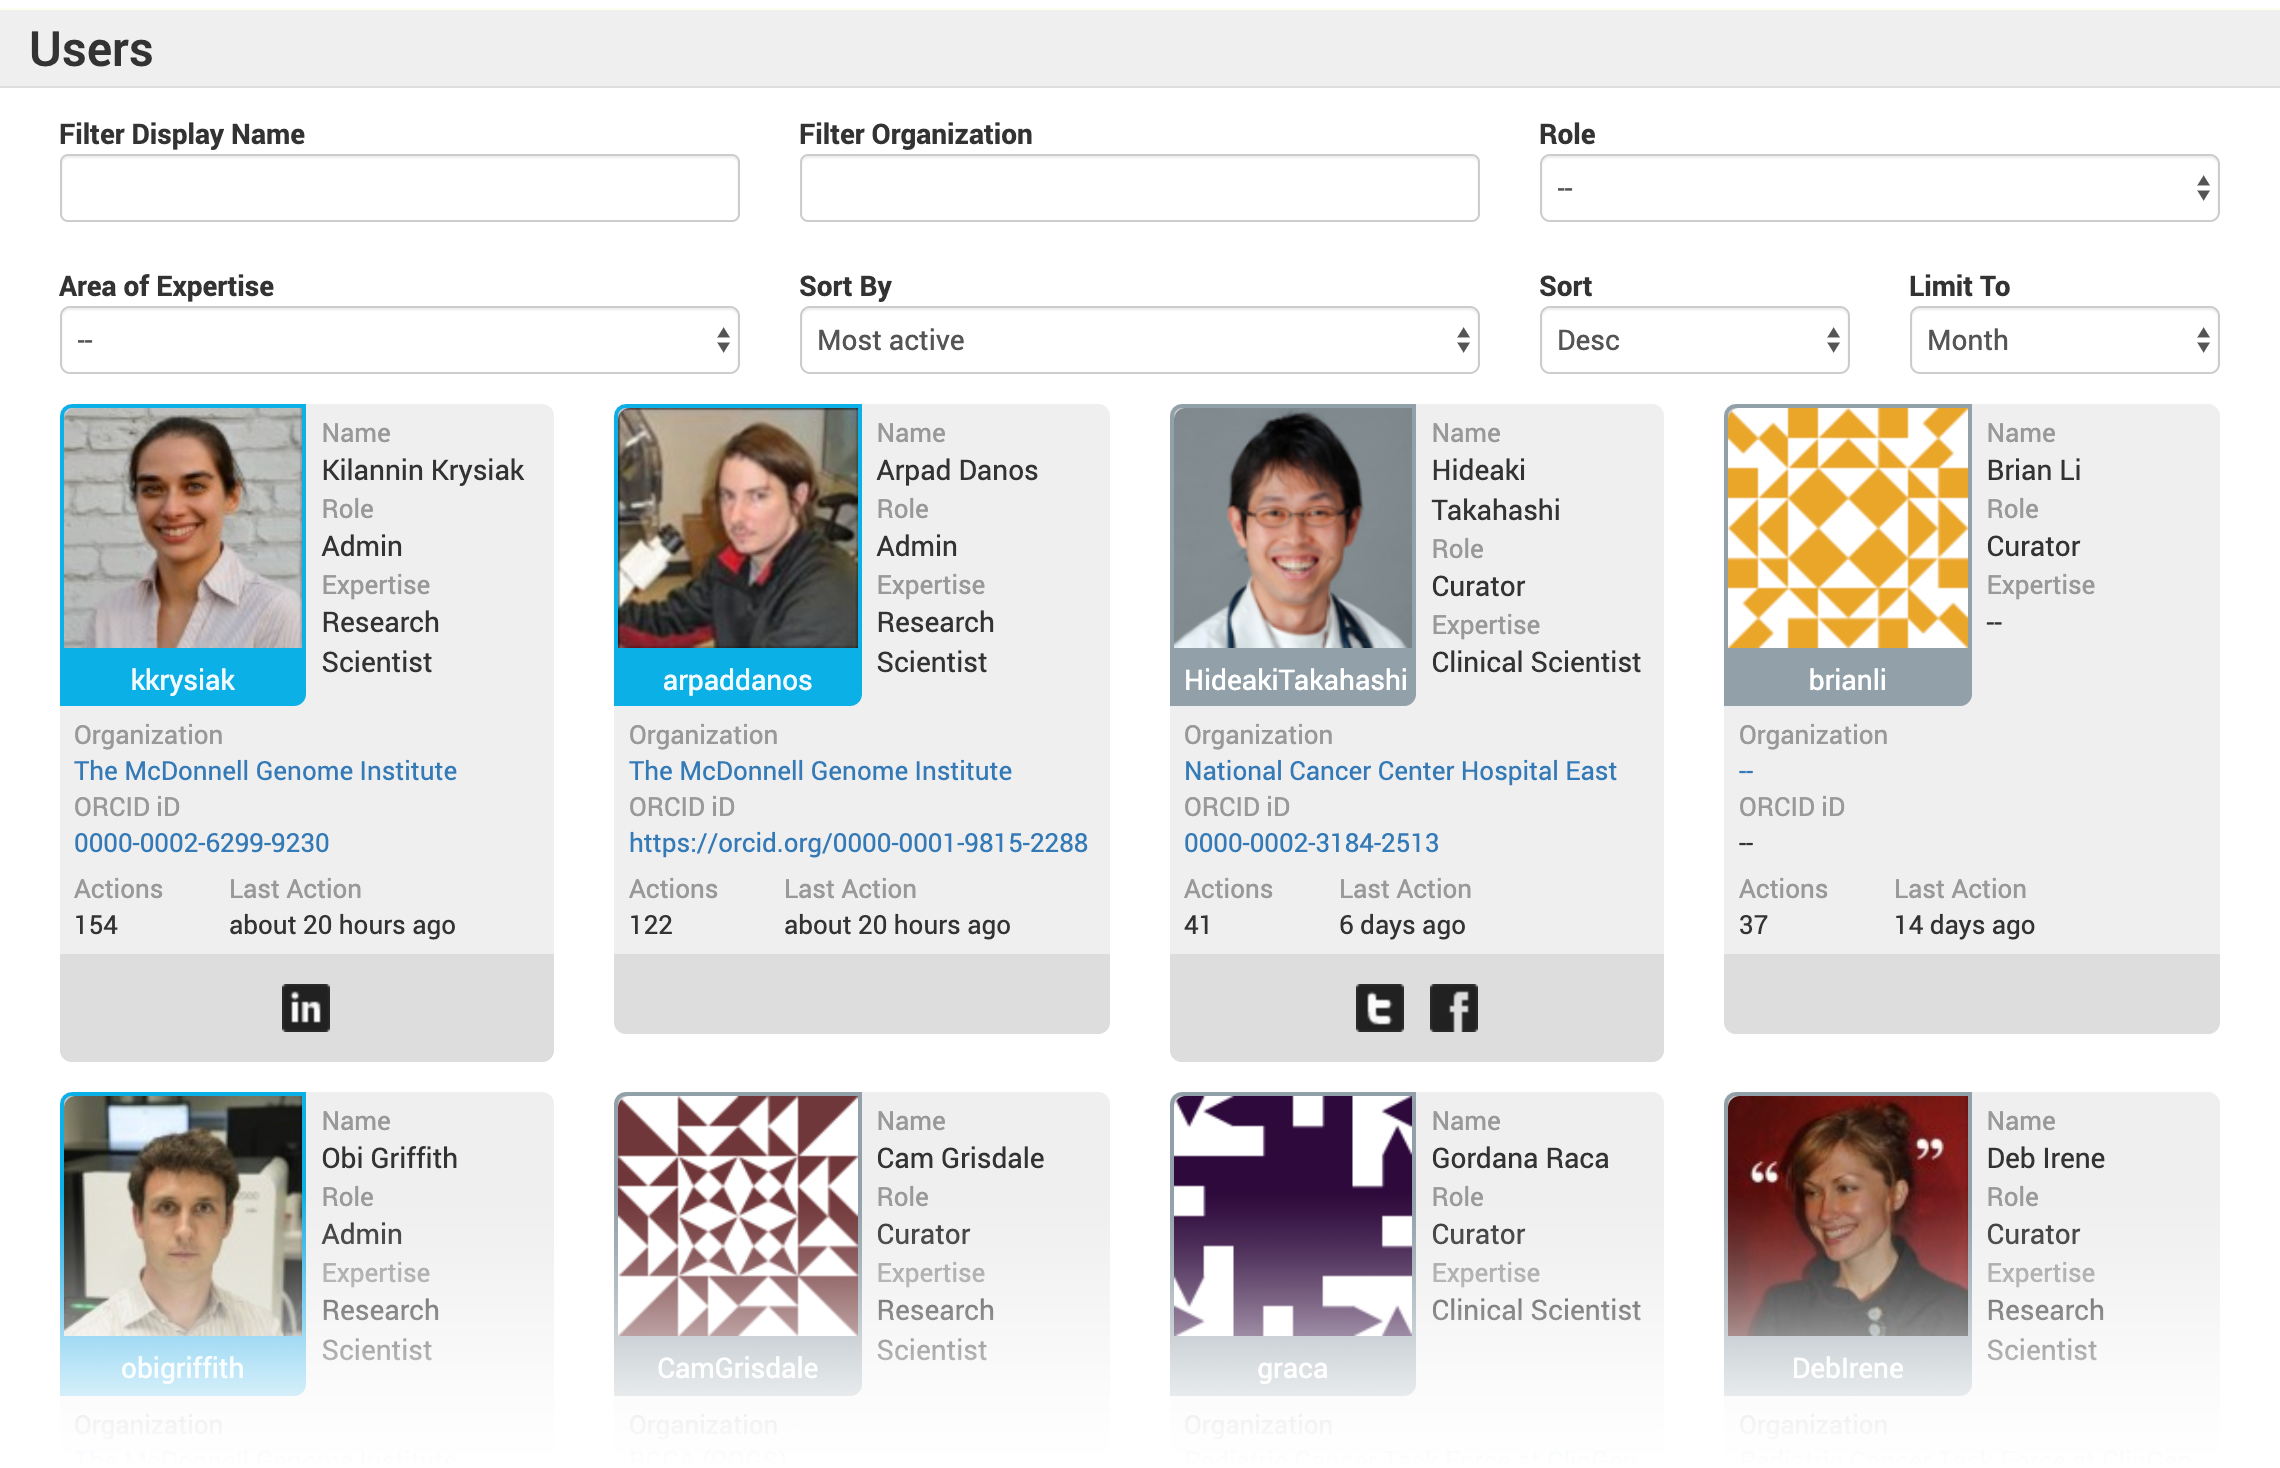 Users
Filter Display Name
Filter Organization
Role
--
Area of Expertise
Sort By
Sort
Limit To
--
Most active
Desc
Month
Name
Kilannin Krysiak
Role
Admin
Expertise
Research
Scientist
kkrysiak
Organization
The McDonnell Genome Institute
ORCID iD
0000-0002-6299-9230
Actions
Last Action
154
about 20 hours ago
in
Name
Arpad Danos
Role
Admin
Expertise
Research
Scientist
arpaddanos
Organization
The McDonnell Genome Institute
ORCID iD
https://orcid.org/0000-0001-9815-2288
Actions
Last Action
122
about 20 hours ago
Name
Hideaki
Takahashi
Role
Curator
Expertise
Clinical Scientist
HideakiTakahashi
Organization
National Cancer Center Hospital East
ORCID iD
0000-0002-3184-2513
Actions
Last Action
41
6 days ago
t
f
Name
Brian Li
Role
Curator
Expertise
--
brianli
Organization
--
ORCID iD
--
Actions
Last Action
37
14 days ago
Name
Obi Griffith
Role
Admin
Expertise
Research
Scientist
obigriffith
Organization
The McDonnell Genome Institute
Name
Cam Grisdale
Role
Curator
Expertise
Research
Scientist
CamGrisdale
Organization
Name
Gordana Raca
Role
Curator
Expertise
Clinical Scientist
graca
Organization
“ ”
Name
Deb Irene
Role
Curator
Expertise
Research
Scientist
DebIrene
Organization